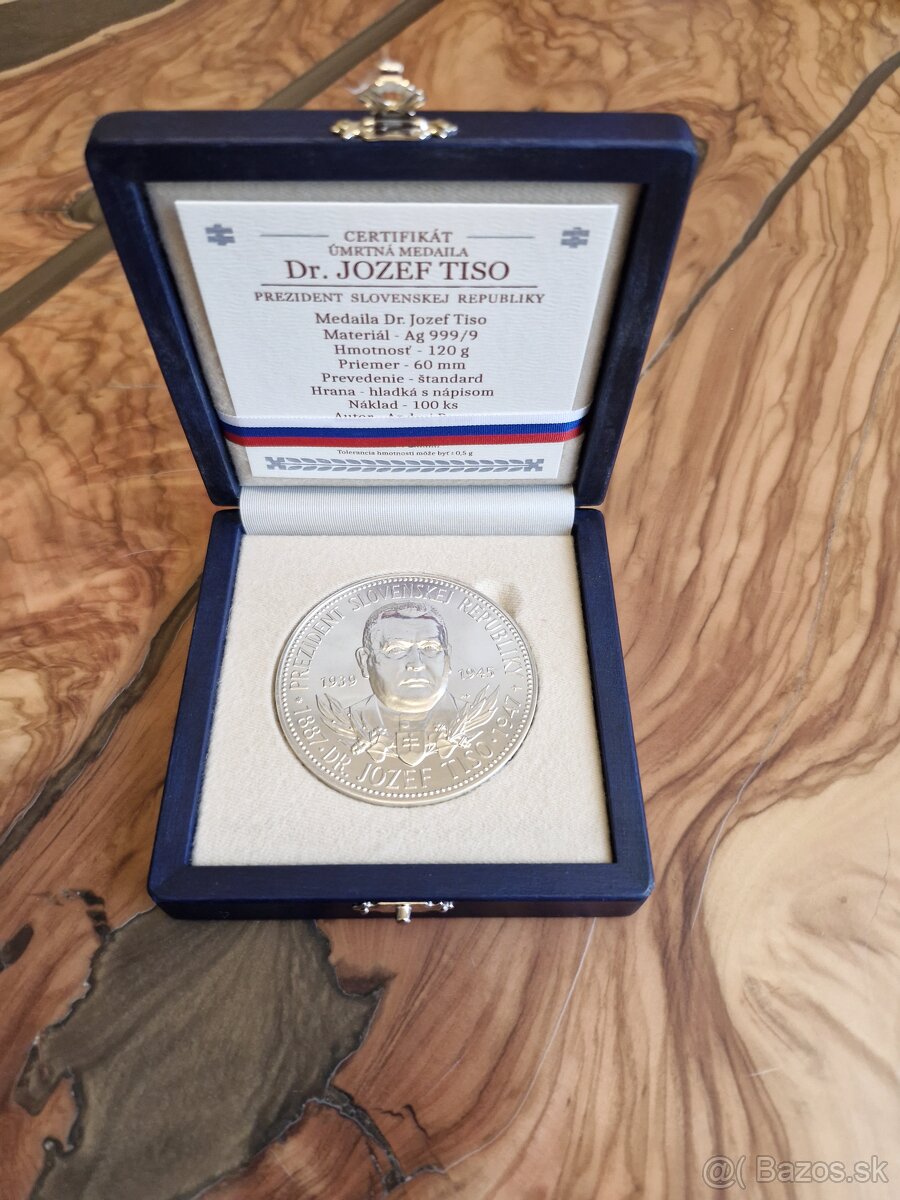 CERTIFIKÁT
ÚMRTNÁ MEDAILA
Dr. JOZEF TISO
PREZIDENT SLOVENSKEJ REPUBLIKY
Medaila Dr. Jozef Tiso
Materiál - Ag 999/9
Hmotnosť - 120 g
Priemer - 60 mm
Prevedenie - štandard
Hrana - hladká s nápisom
Náklad - 100 ks
Tolerancia hmotnosti môže byť ± 0,5 g
PREZIDENT SLOVENSKEJ REPUBLIKY
1939 1945
1887 · DR. JOZEF TISO · 1947
@( Bazos.sk